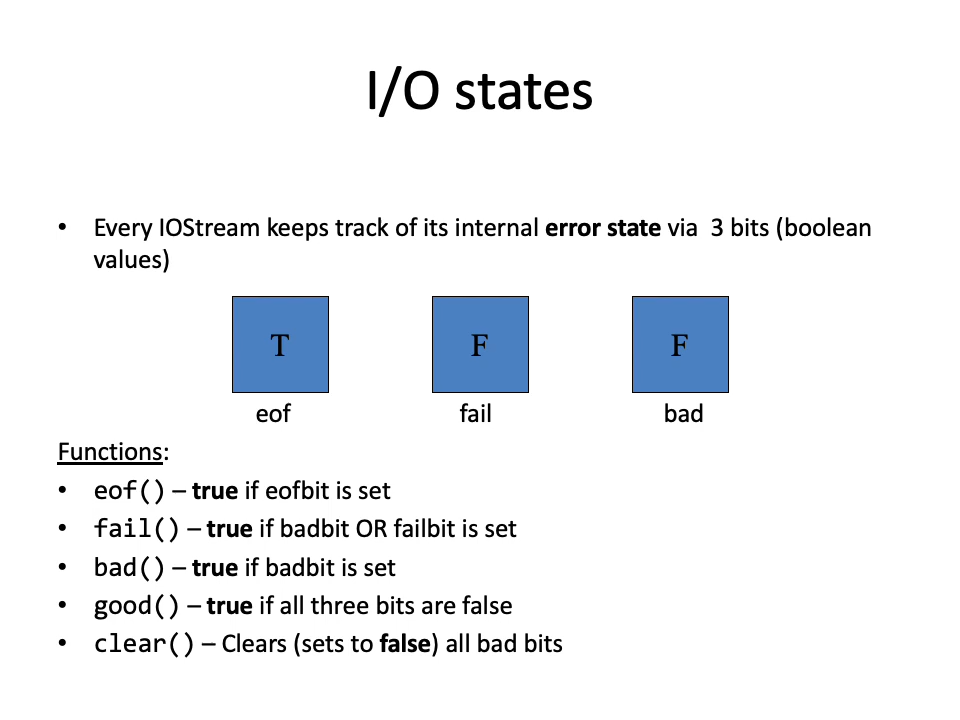 I/O states
• Every IOStream keeps track of its internal error state via  3 bits (boolean
values)
T F F
eof fail bad
Functions:
• eof() – true if eofbit is set
• fail() – true if badbit OR failbit is set
• bad() – true if badbit is set
• good() – true if all three bits are false
• clear() – Clears (sets to false) all bad bits